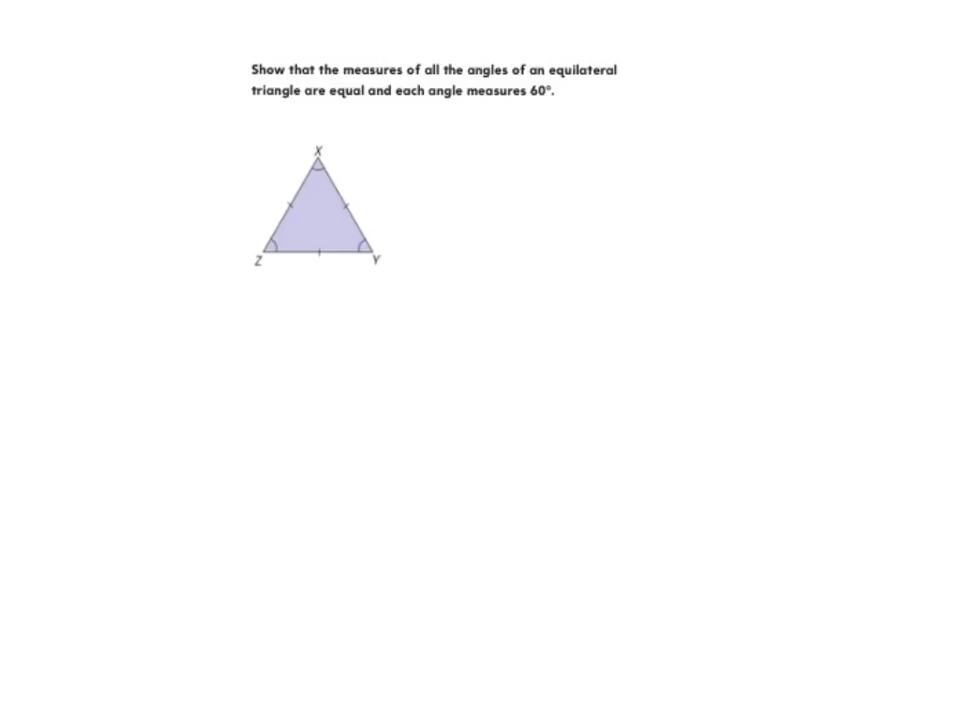 Show that the measures of all the angles of an equilateral
triangle are equal and each angle measures 60°.
X
Z
Y